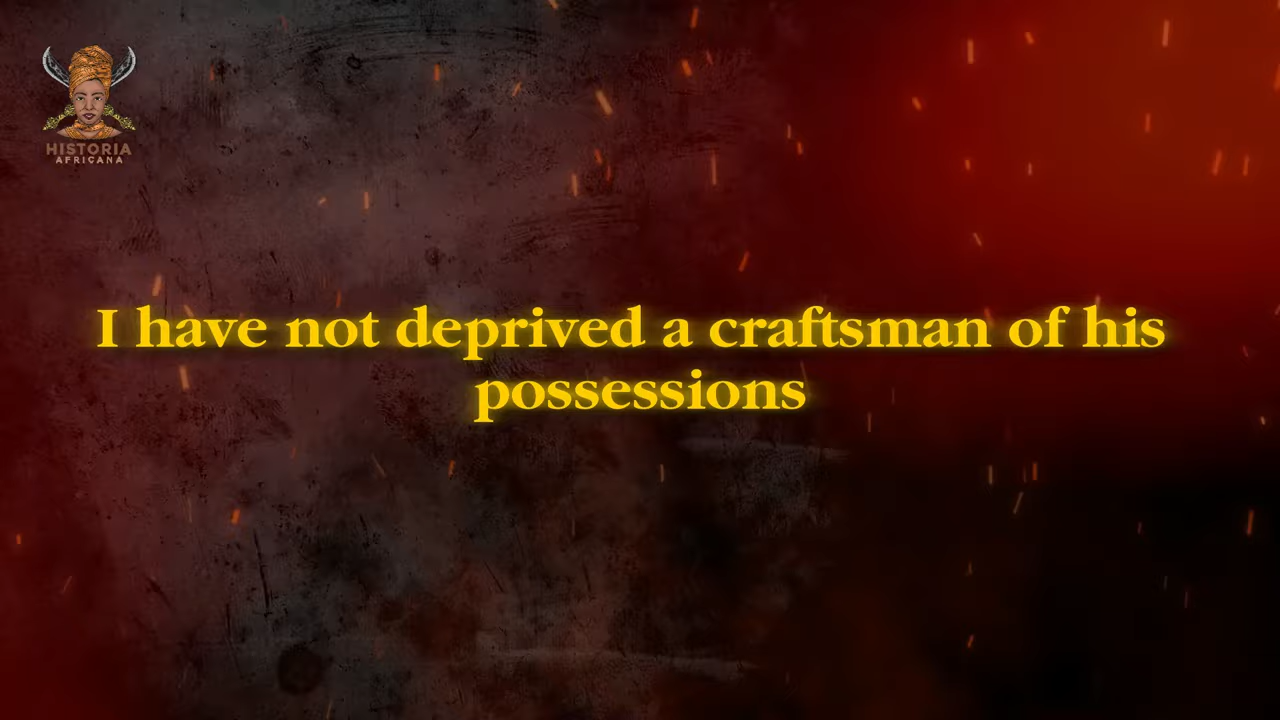 HISTORIA
AFRICANA
I have not deprived a craftsman of his
possessions